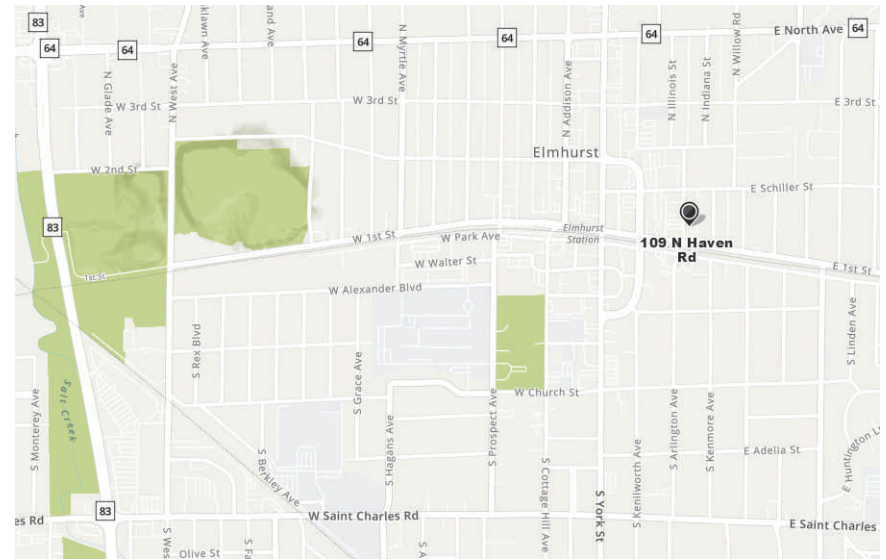 83
64
64
64
64
64
64
E North Ave
N West Ave
N Myrtle Ave
N Addison Ave
N Illinois St
N Indiana St
N Willow Rd
N Glade Ave
W 3rd St
E 3rd St
W 2nd St
Elmhurst
E Schiller St
83
W 1st St
W Park Ave
Elmhurst
Station
109 N Haven
Rd
W Walter St
1st St
E 1st St
W Alexander Blvd
S Rex Blvd
S Grace Ave
S Linden Ave
Salt Creek
S Monterey Ave
W Church St
S Hagans Ave
S Prospect Ave
S Cottage Hill Ave
S York St
S Kenilworth Ave
S Arlington Ave
S Kenmore Ave
E Adelia St
S Berkley Ave
83
W Saint Charles Rd
E Saint Charles
Olive St